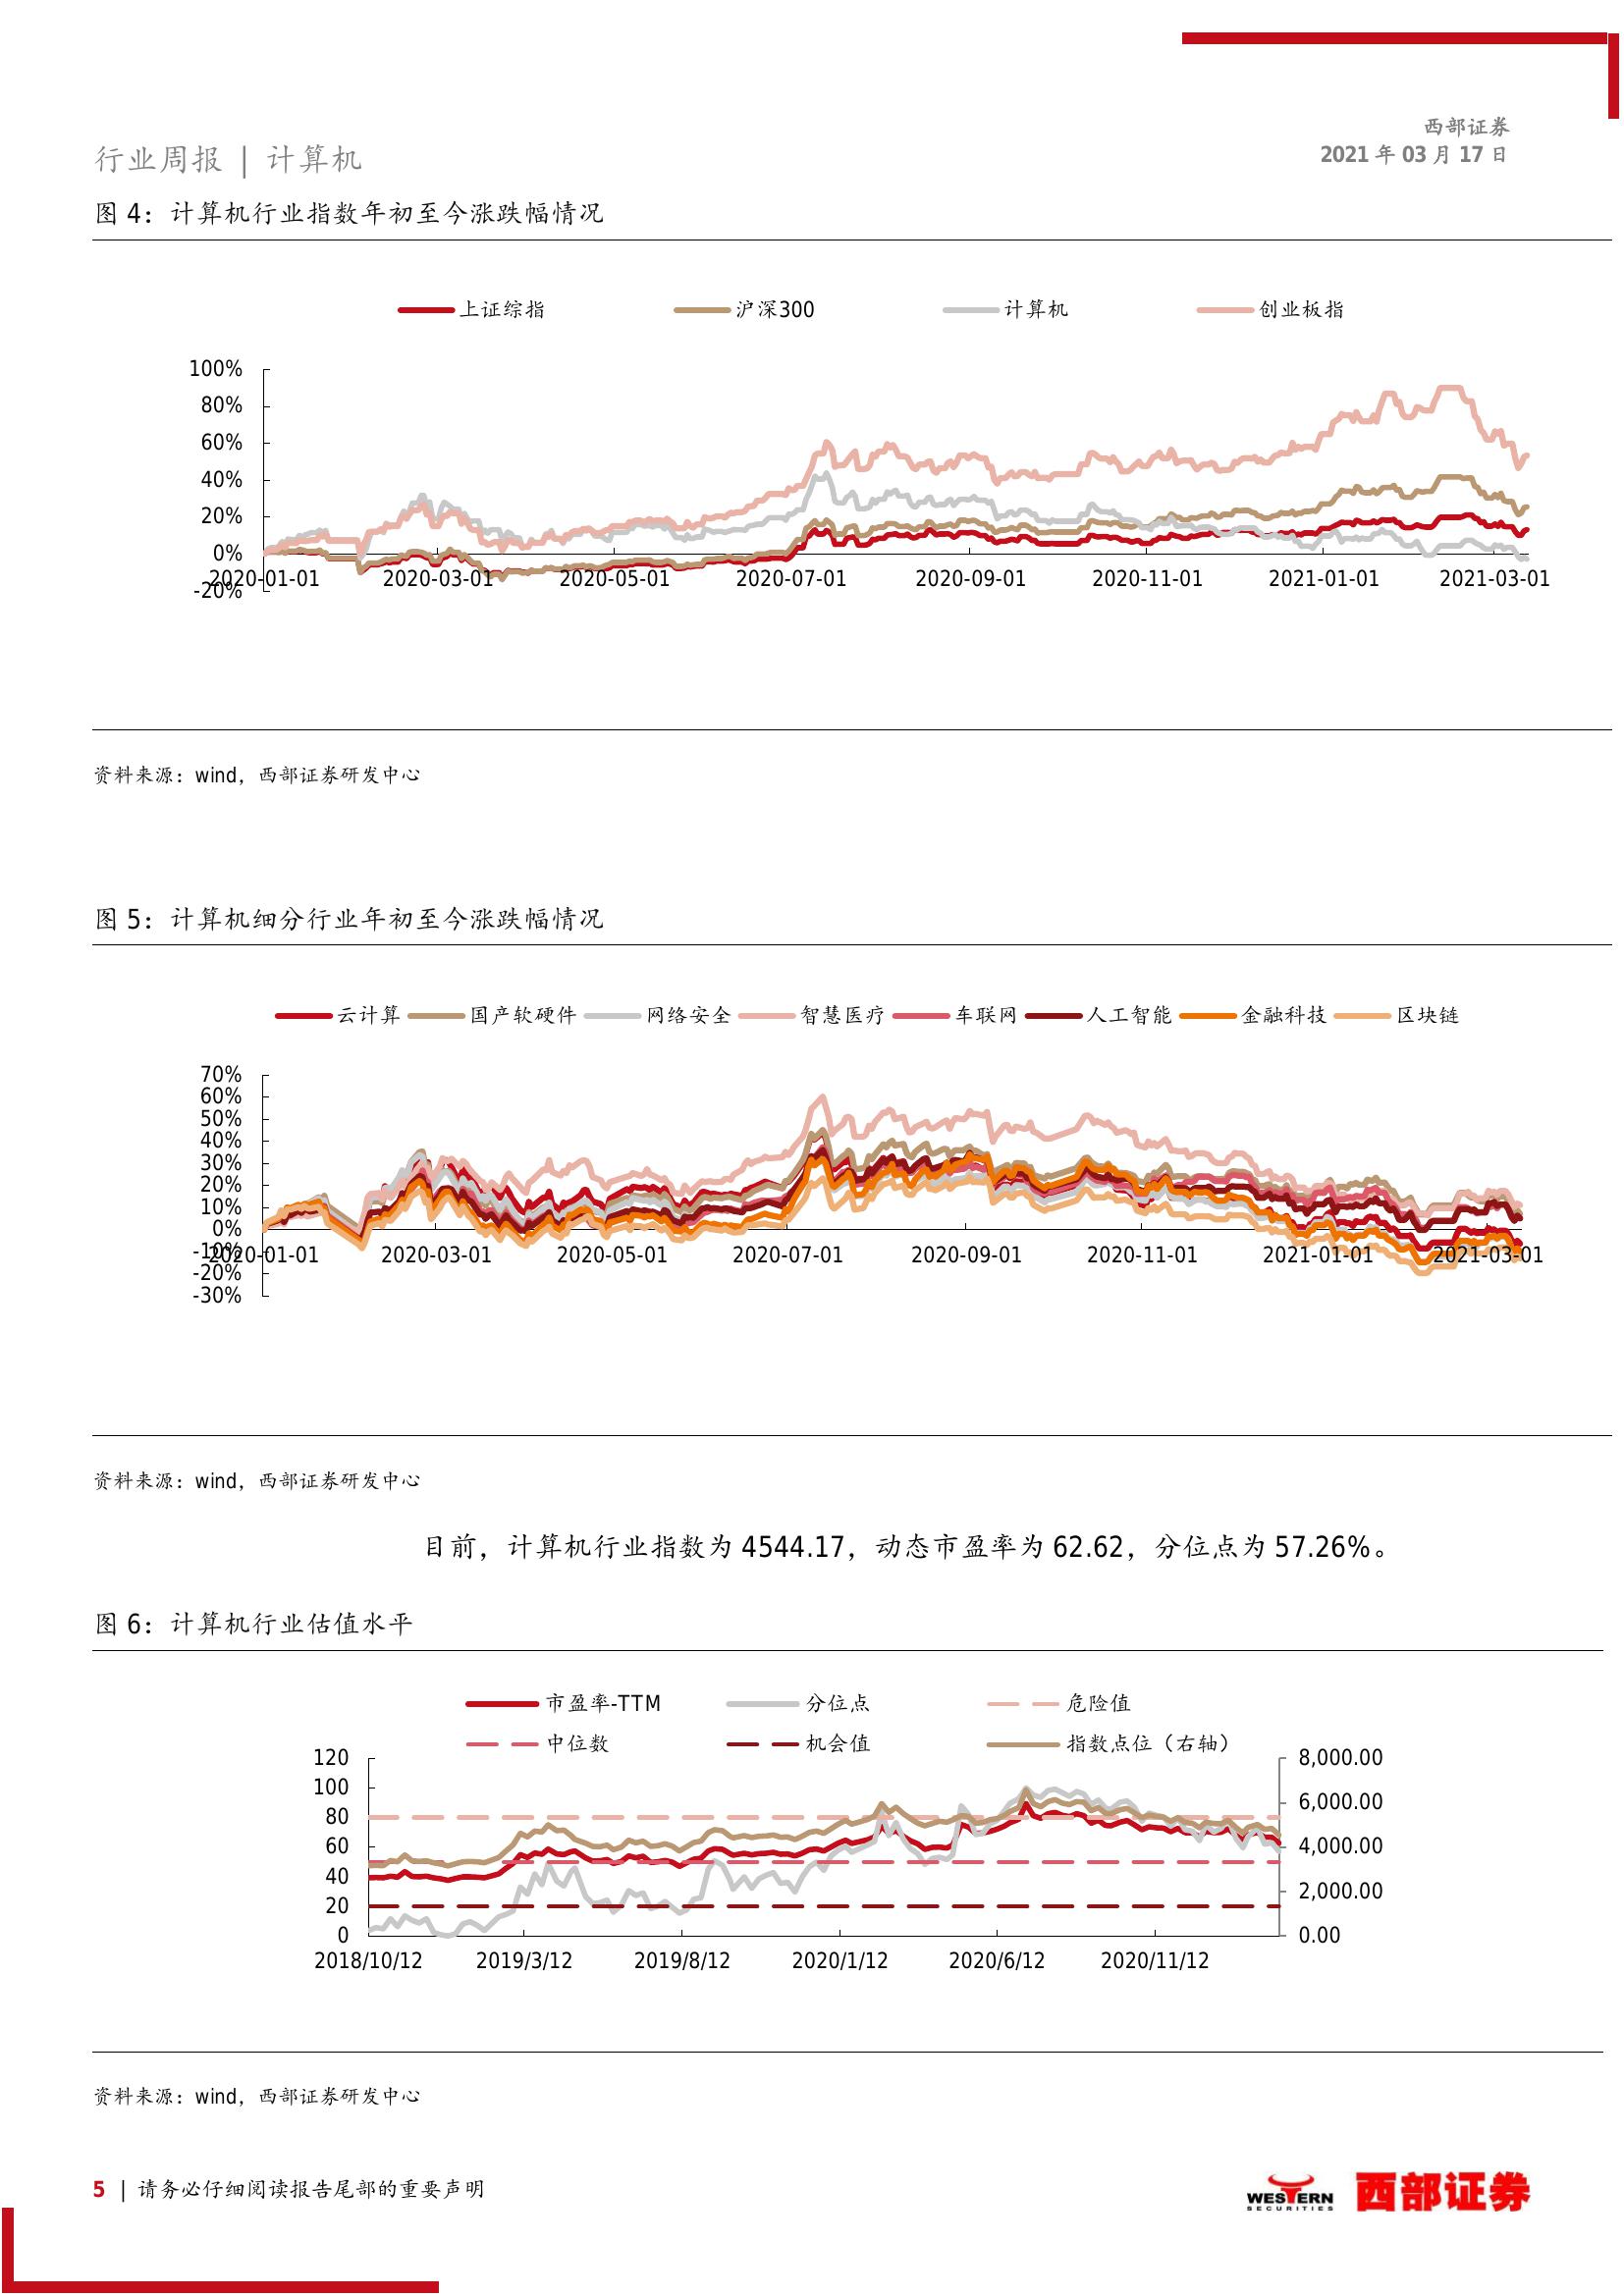 西部证券
2021 年 03 月 17 日
行业周报 | 计算机
图 4：计算机行业指数年初至今涨跌幅情况
上证综指 沪深300 计算机 创业板指
100%
80%
60%
40%
20%
0%
-20%
2020-01-01 2020-03-01 2020-05-01 2020-07-01 2020-09-01 2020-11-01 2021-01-01 2021-03-01
资料来源：wind，西部证券研发中心
图 5：计算机细分行业年初至今涨跌幅情况
云计算 国产软硬件 网络安全 智慧医疗 车联网 人工智能 金融科技 区块链
70%
60%
50%
40%
30%
20%
10%
0%
-10%
-20%
-30%
2020-01-01 2020-03-01 2020-05-01 2020-07-01 2020-09-01 2020-11-01 2021-01-01 2021-03-01
资料来源：wind，西部证券研发中心
目前，计算机行业指数为 4544.17，动态市盈率为 62.62，分位点为 57.26%。
图 6：计算机行业估值水平
市盈率-TTM 分位点 危险值
中位数 机会值 指数点位（右轴）
120 8,000.00
100
80 6,000.00
60 4,000.00
40
20 2,000.00
0 0.00
2018/10/12 2019/3/12 2019/8/12 2020/1/12 2020/6/12 2020/11/12
资料来源：wind，西部证券研发中心
5 | 请务必仔细阅读报告尾部的重要声明
WESTERN
SECURITIES
西部证券